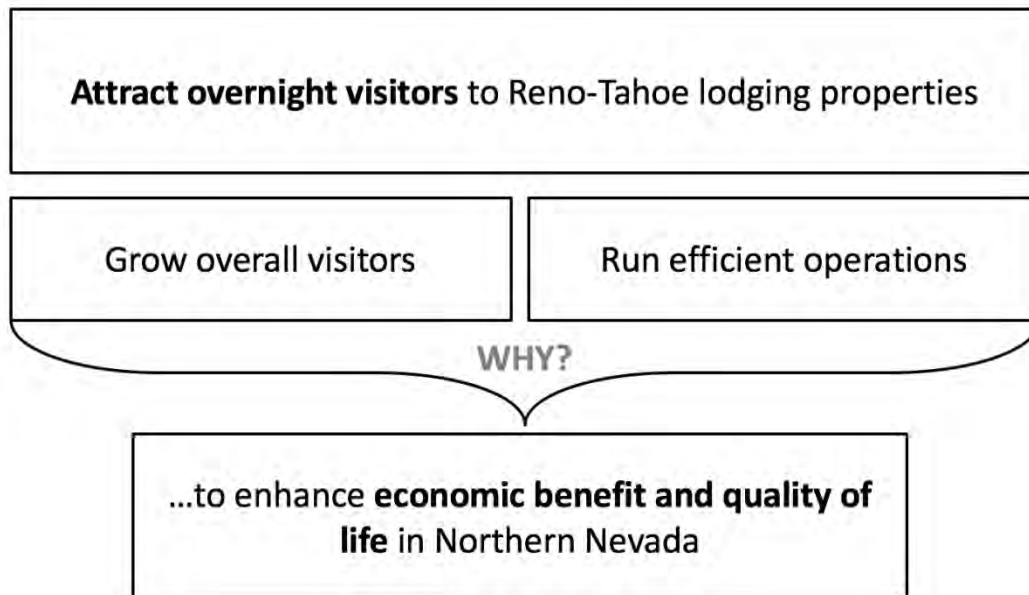 Attract overnight visitors to Reno-Tahoe lodging properties
Grow overall visitors
Run efficient operations
WHY?
...to enhance economic benefit and quality of
life in Northern Nevada